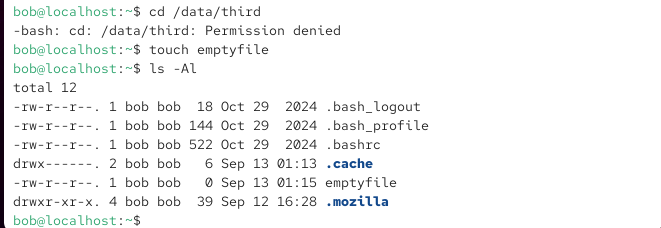 bob@localhost:~$ cd /data/third
-bash: cd: /data/third: Permission denied
bob@localhost:~$ touch emptyfile
bob@localhost:~$ ls -Al
total 12
-rw-r--r--. 1 bob bob  18 Oct 29  2024 .bash_logout
-rw-r--r--. 1 bob bob 144 Oct 29  2024 .bash_profile
-rw-r--r--. 1 bob bob 522 Oct 29  2024 .bashrc
drwx------. 2 bob bob   6 Sep 13 01:13 .cache
-rw-r--r--. 1 bob bob   0 Sep 13 01:15 emptyfile
drwxr-xr-x. 4 bob bob  39 Sep 12 16:28 .mozilla
bob@localhost:~$